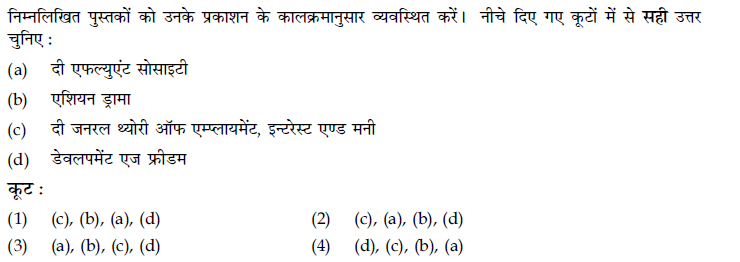 निम्नलिखित पुस्तकों को उनके प्रकाशन के कालक्रमानुसार व्यवस्थित करें। नीचे दिए गए कूटों में से सही उत्तर
चुनिए :
(a) दी एफल्युएंट सोसाइटी
(b) एशियन ड्रामा
(c) दी जनरल थ्योरी ऑफ एम्प्लायमेंट, इन्टरेस्ट एण्ड मनी
(d) डेवलपमेंट एज फ्रीडम
कूट :
(1) (c), (b), (a), (d) (2) (c), (a), (b), (d)
(3) (a), (b), (c), (d) (4) (d), (c), (b), (a)